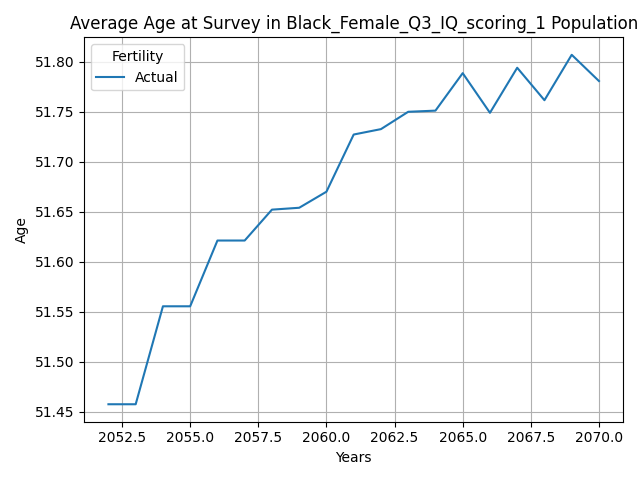 Average Age at Survey in Black_Female_Q3_IQ_scoring_1 Population
Fertility
Actual
51.80
51.75
51.70
51.65
51.60
51.55
51.50
51.45
Age
2052.5 2055.0 2057.5 2060.0 2062.5 2065.0 2067.5 2070.0
Years